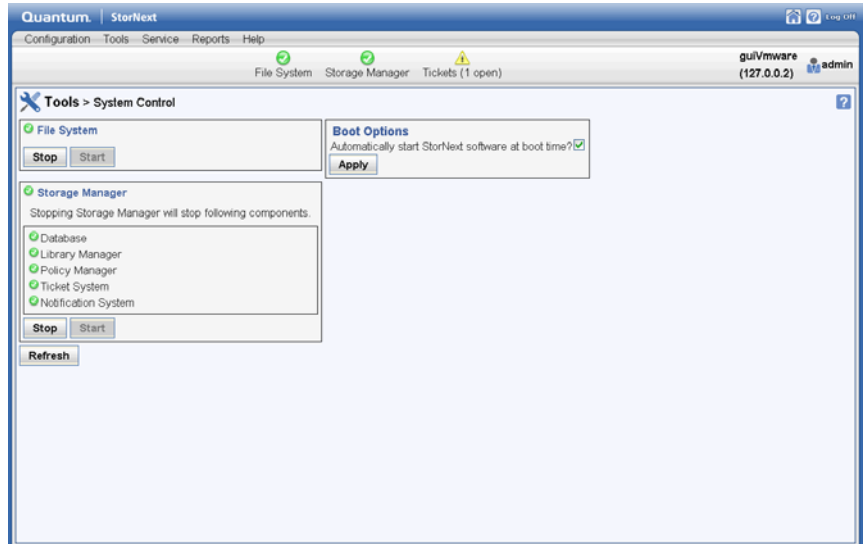 Quantum. StorNext Log Off
Configuration Tools Service Reports Help
File System Storage Manager Tickets (1 open)
guiVmware
(127.0.0.2)
admin
Tools > System Control
File System
Stop Start
Boot Options
Automatically start StorNext software at boot time?
Apply
Storage Manager
Stopping Storage Manager will stop following components.
Database
Library Manager
Policy Manager
Ticket System
Notification System
Stop Start
Refresh